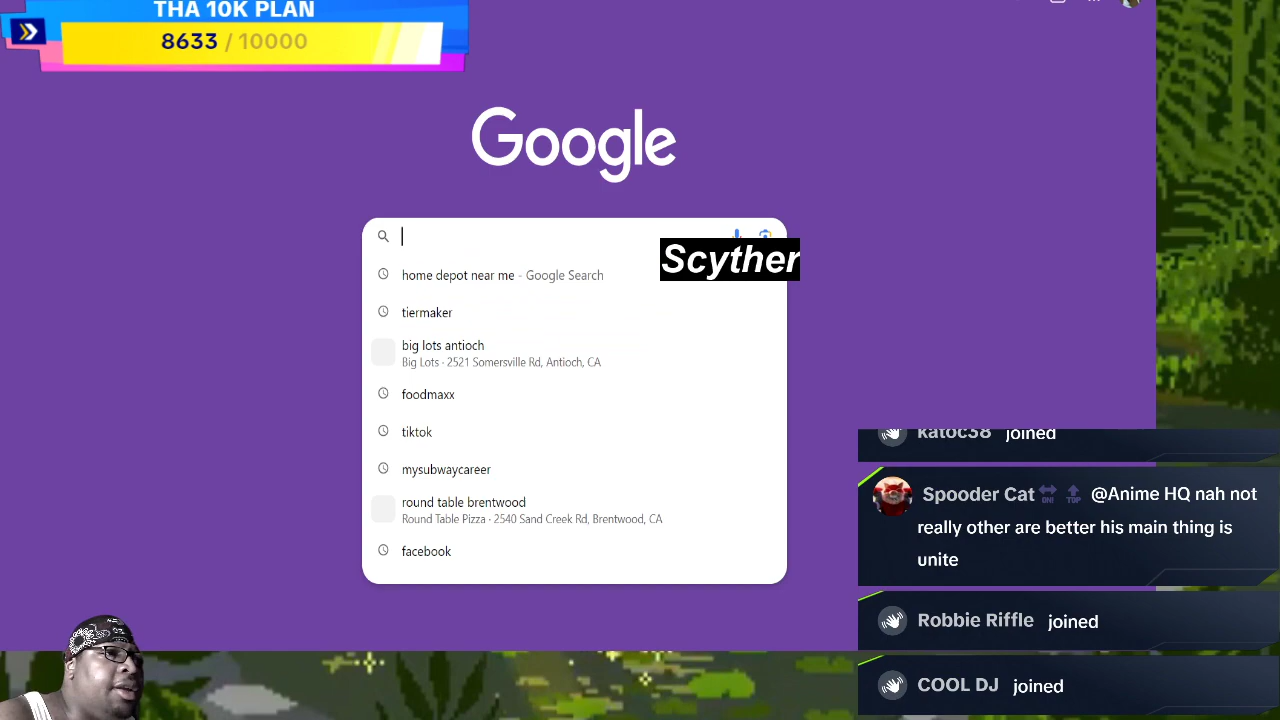 THA 10K PLAN
8633 / 10000
Google
Scyther
home depot near me - Google Search
tiermaker
big lots antioch
Big Lots · 2521 Somersville Rd, Antioch, CA
foodmaxx
tiktok
mysubwaycareer
round table brentwood
Round Table Pizza · 2540 Sand Creek Rd, Brentwood, CA
facebook
katoc38 joined
Spooder Cat ON! TOP @Anime HQ nah not
really other are better his main thing is
unite
Robbie Riffle joined
COOL DJ joined